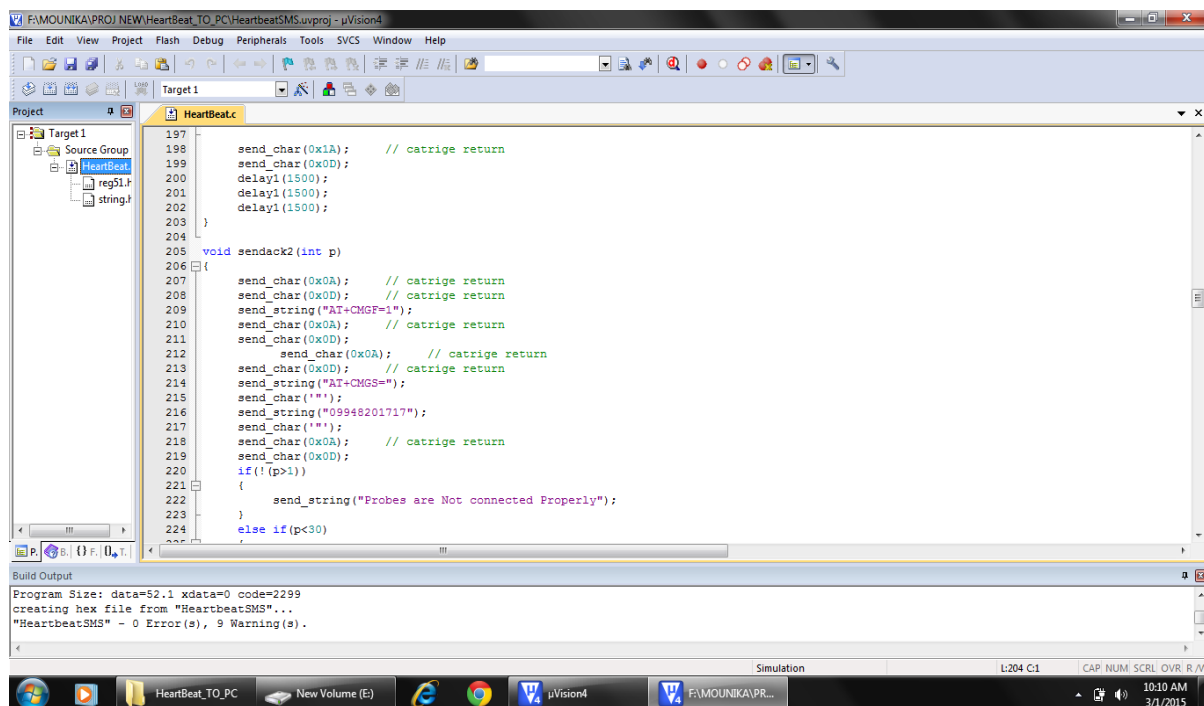 F:\MOUNIKA\PROJ NEW\HeartBeat_TO_PC\HeartbeatSMS.uvproj - µVision4
File Edit View Project Flash Debug Peripherals Tools SVCS Window Help
Target 1
Project
HeartBeat.c
Target 1
Source Group
HeartBeat.
reg51.h
string.h
197
198 send_char(0x1A); // catrige return
199 send_char(0x0D);
200 delay1(1500);
201 delay1(1500);
202 delay1(1500);
203 }
204
205 void sendack2(int p)
206 {
207 send_char(0x0A); // catrige return
208 send_char(0x0D); // catrige return
209 send_string("AT+CMGF=1");
210 send_char(0x0A); // catrige return
211 send_char(0x0D);
212 send_char(0x0A); // catrige return
213 send_char(0x0D); // catrige return
214 send_string("AT+CMGS=");
215 send_char('"');
216 send_string("09948201717");
217 send_char('"');
218 send_char(0x0A); // catrige return
219 send_char(0x0D);
220 if(!(p>1))
221 {
222 send_string("Probes are Not connected Properly");
223 }
224 else if(p<30)
P. B. {} F. 0 T.
Build Output
Program Size: data=52.1 xdata=0 code=2299
creating hex file from "HeartbeatSMS"...
"HeartbeatSMS" - 0 Error(s), 9 Warning(s).
Simulation L:204 C:1 CAP NUM SCRL OVR R /W
HeartBeat_TO_PC New Volume (E:) µVision4 F:\MOUNIKA\PR... 10:10 AM
3/1/2015